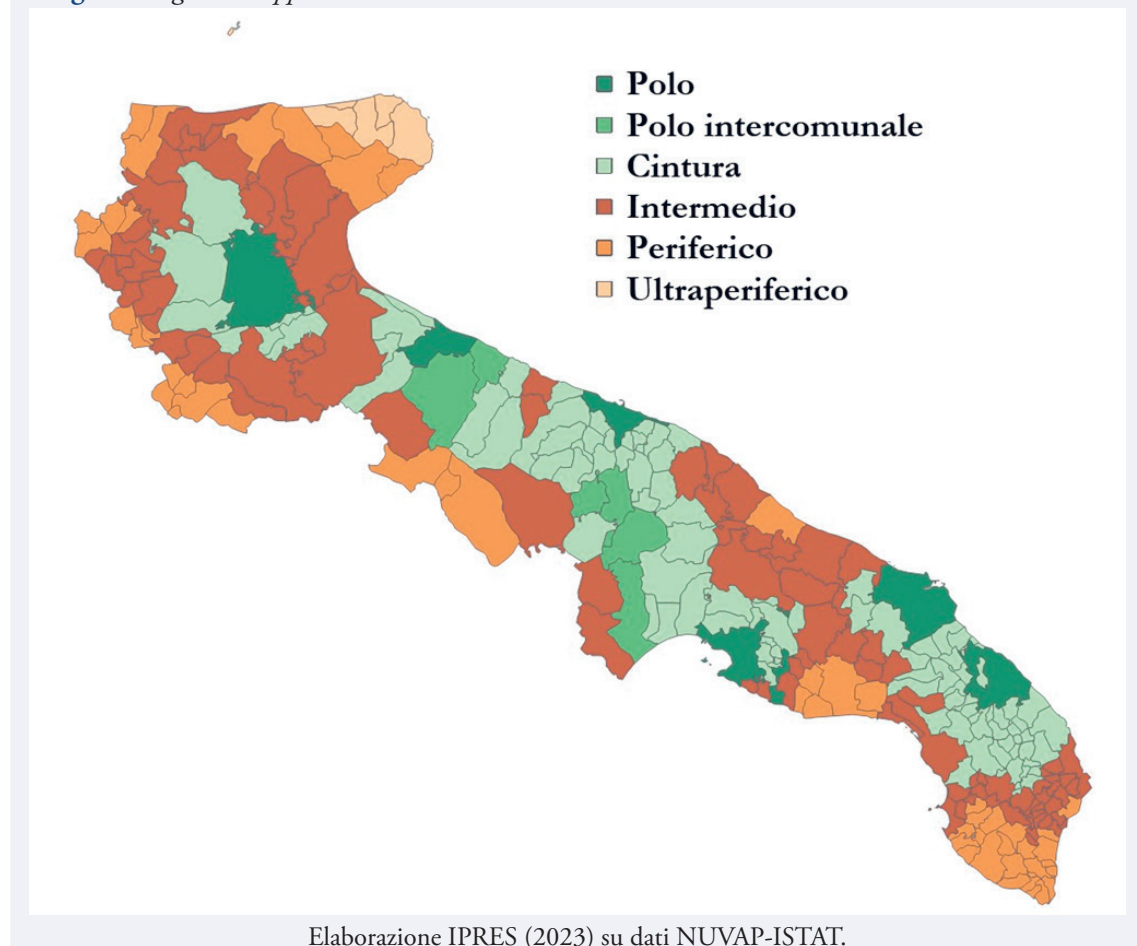 Polo
Polo intercomunale
Cintura
Intermedio
Periferico
Ultraperiferico
Elaborazione IPRES (2023) su dati NUVAP-ISTAT.